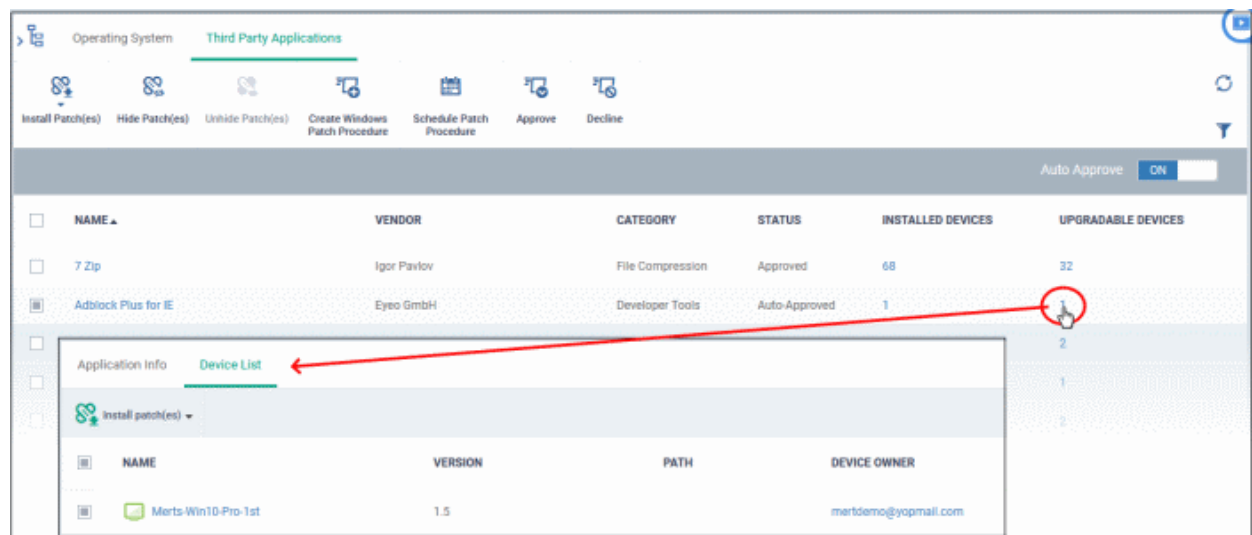 Operating System Third Party Applications
Install Patch(es) Hide Patch(es) Unhide Patch(es) Create Windows Patch Procedure Schedule Patch Procedure Approve Decline
Auto Approve ON
NAME VENDOR CATEGORY STATUS INSTALLED DEVICES UPGRADABLE DEVICES
7 Zip Igor Pavlov File Compression Approved 68 32
Adblock Plus for IE Eyeo GmbH Developer Tools Auto-Approved 1 1
2
1
2
Application Info Device List
Install patch(es)
NAME VERSION PATH DEVICE OWNER
Merts-Win10-Pro-1st 1.5 mertdemo@yopmail.com